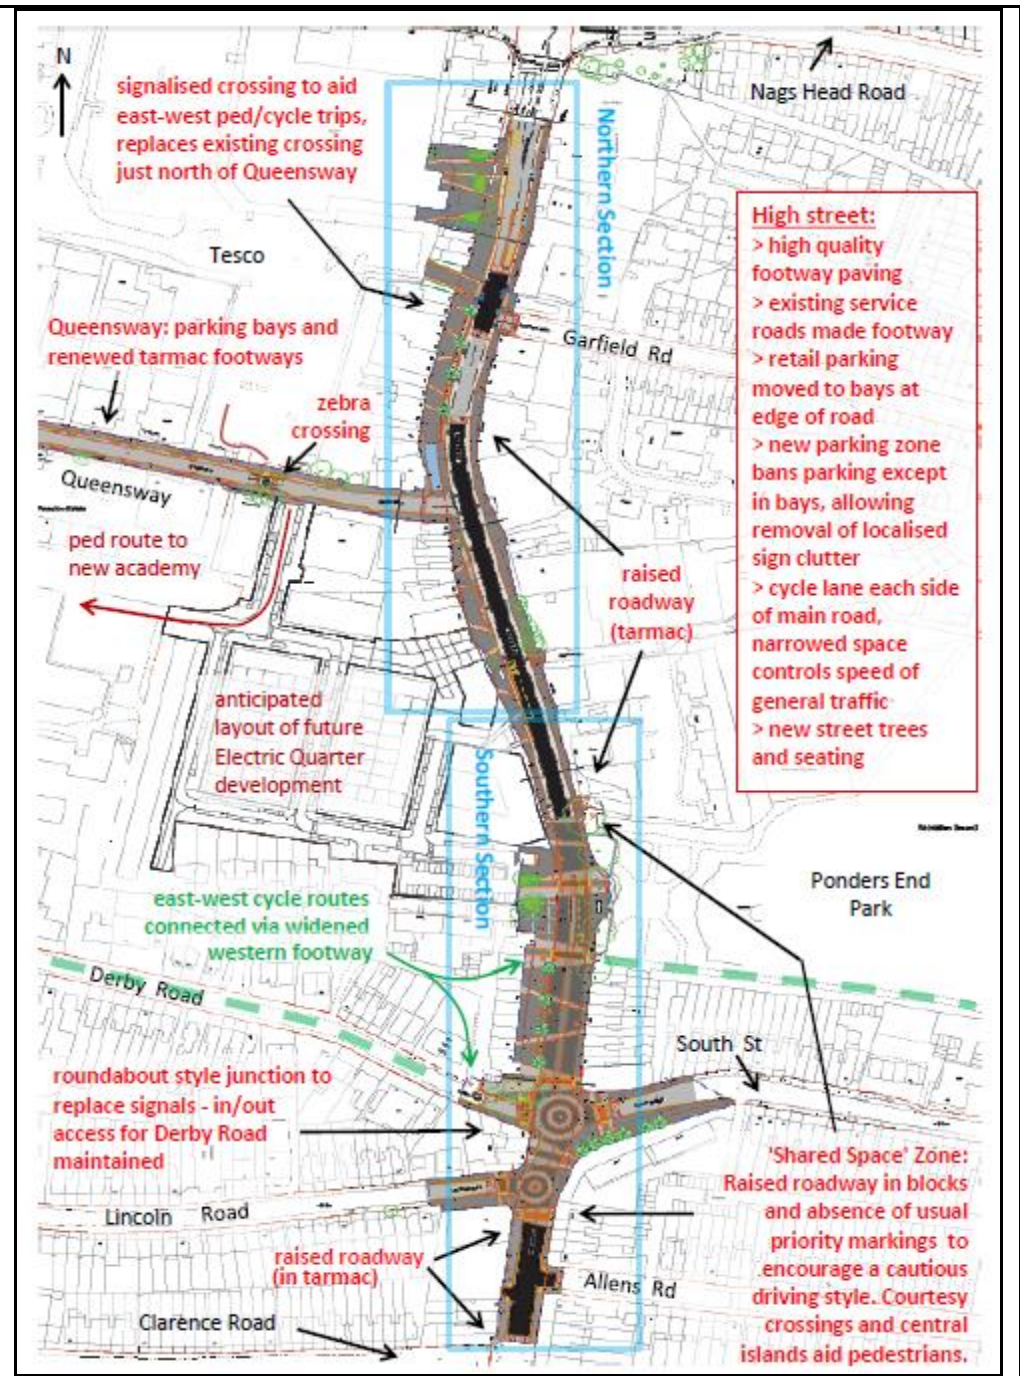 N
signalised crossing to aid
east-west ped/cycle trips,
replaces existing crossing
just north of Queensway
Nags Head Road
Northern Section
Tesco
High street:
> high quality
footway paving
> existing service
roads made footway
> retail parking
moved to bays at
edge of road
> new parking zone
bans parking except
in bays, allowing
removal of localised
sign clutter
> cycle lane each side
of main road,
narrowed space
controls speed of
general traffic
> new street trees
and seating
Queensway: parking bays and
renewed tarmac footways
Garfield Rd
zebra
crossing
Queensway
ped route to
new academy
raised
roadway
(tarmac)
anticipated
layout of future
Electric Quarter
development
Southern Section
Ponders End
Park
east-west cycle routes
connected via widened
western footway
Derby Road
South St
roundabout style junction to
replace signals - in/out
access for Derby Road
maintained
Lincoln Road
'Shared Space' Zone:
Raised roadway in blocks
and absence of usual
priority markings to
encourage a cautious
driving style. Courtesy
crossings and central
islands aid pedestrians.
raised roadway
(in tarmac)
Allens Rd
Clarence Road